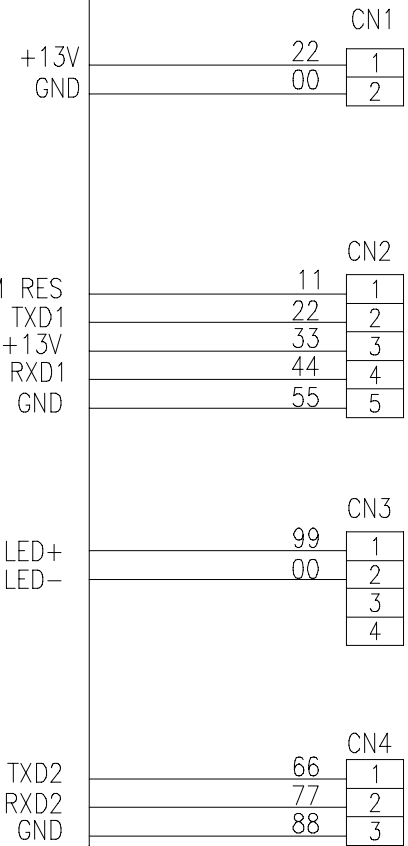 CN1
+13V 22 1
GND 00 2
CN2
RES 11 1
TXD1 22 2
+13V 33 3
RXD1 44 4
GND 55 5
CN3
LED+ 99 1
LED- 00 2
3
4
CN4
TXD2 66 1
RXD2 77 2
GND 88 3